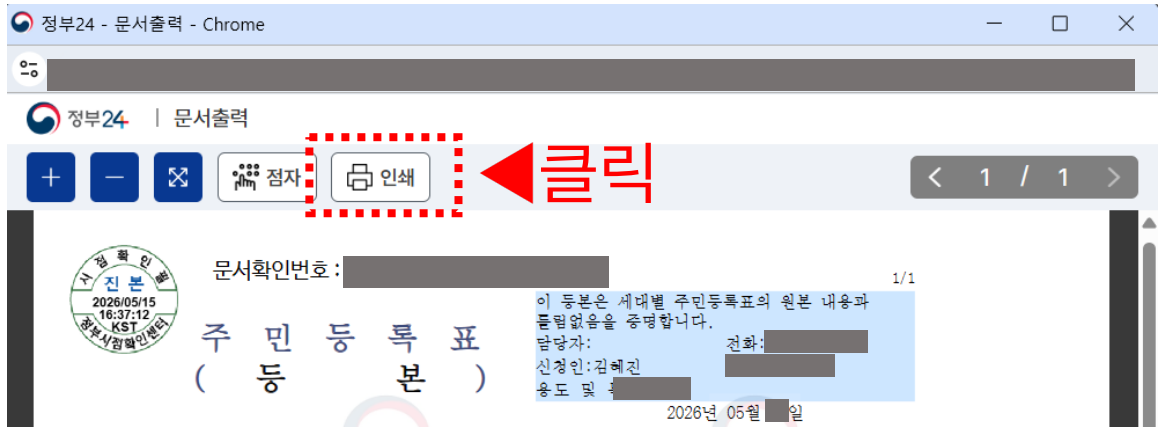 정부24 - 문서출력 - Chrome
정부24 | 문서출력
점자 인쇄 클릭 1 / 1
시점확인필
진 본
2026/05/15
16:37:12
KST
정부시점확인센터
문서확인번호 :
1/1
이 등본은 세대별 주민등록표의 원본 내용과
틀림없음을 증명합니다.
담당자: 전화:
신청인:김혜진
용도 및
주 민 등 록 표
( 등 본 )
2026년 05월 일